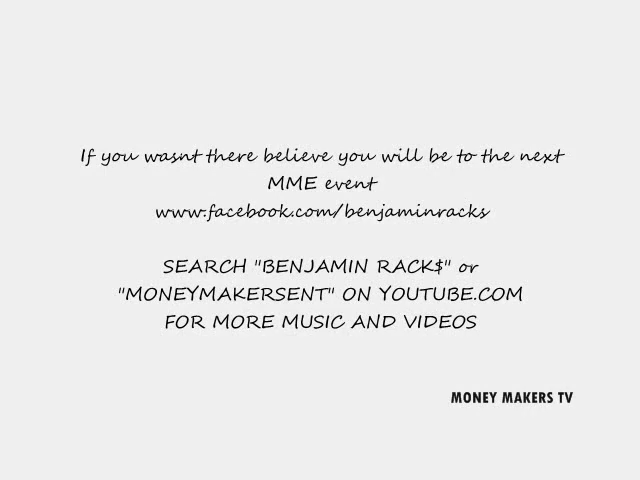 If you wasnt there believe you will be to the next
MME event
www.facebook.com/benjaminracks
SEARCH "BENJAMIN RACK$" or
"MONEYMAKERSENT" ON YOUTUBE.COM
FOR MORE MUSIC AND VIDEOS
MONEY MAKERS TV